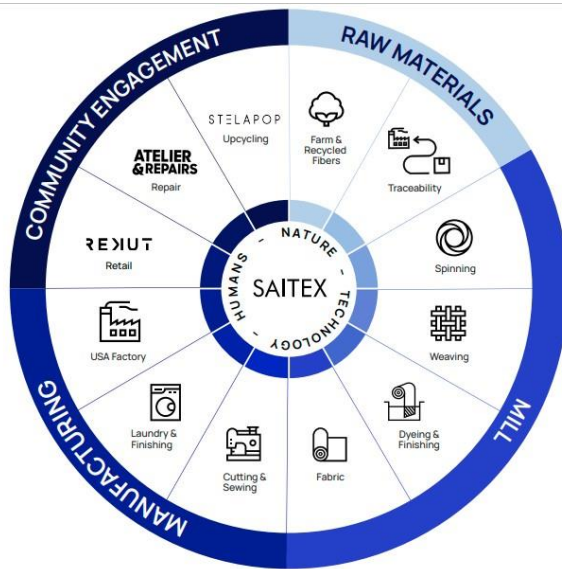 COMMUNITY ENGAGEMENT
RAW MATERIALS
MILL
MANUFACTURING
STELAPOP
Upcycling
Farm &
Recycled
Fibers
Traceability
Spinning
Weaving
Dyeing &
Finishing
Fabric
Cutting &
Sewing
Laundry &
Finishing
USA Factory
REKUT
Retail
ATELIER
&REPAIRS
Repair
NATURE - TECHNOLOGY - HUMANS -
SAITEX